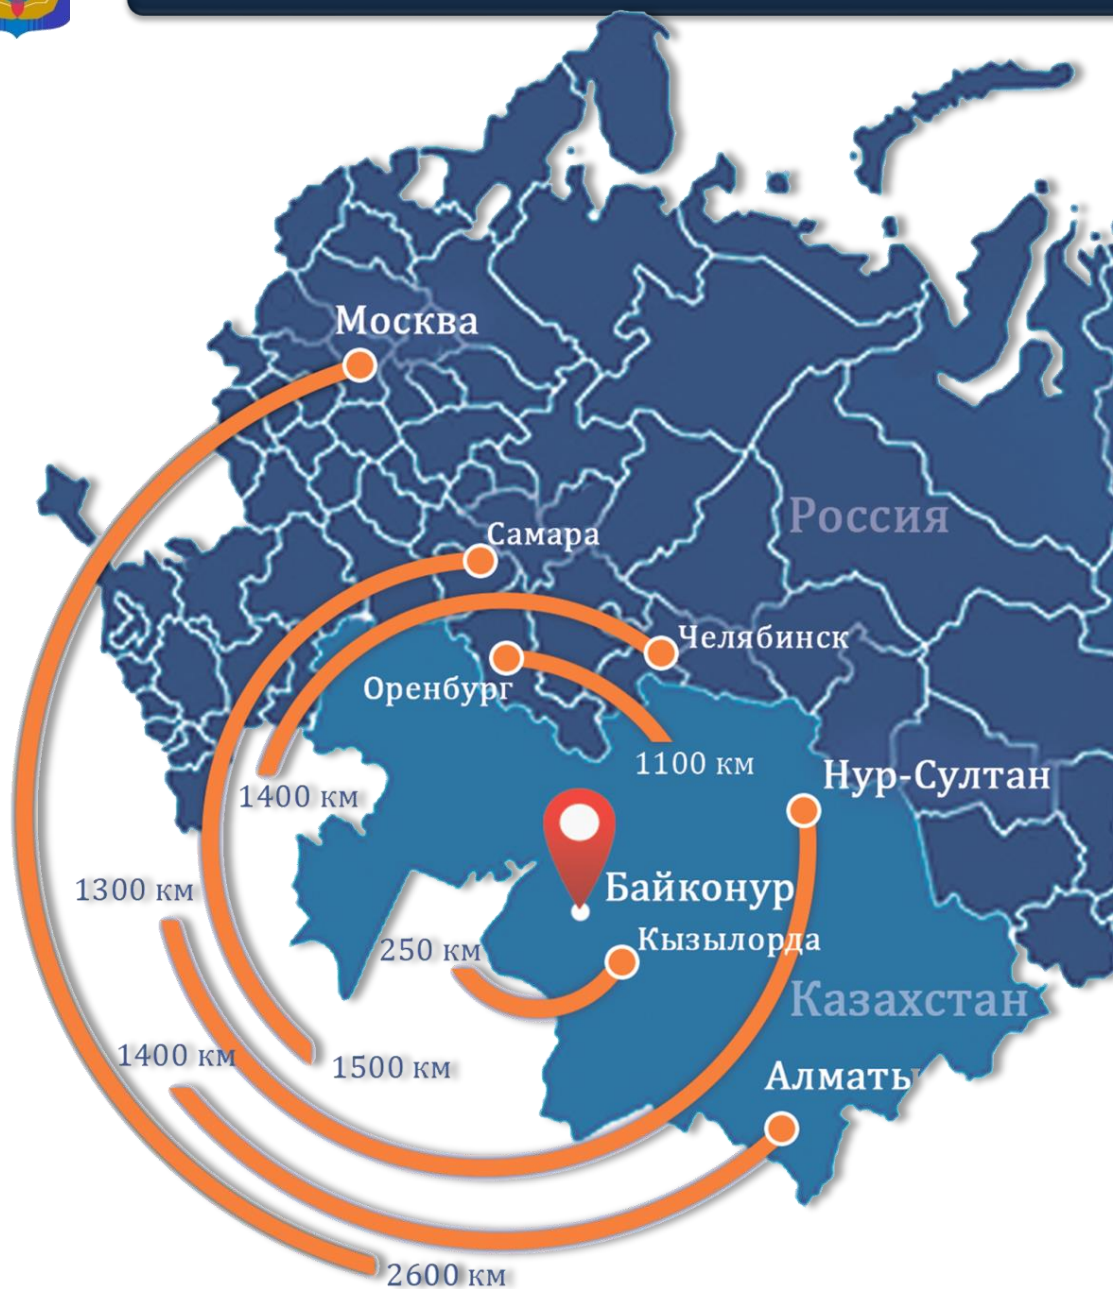 Москва
Россия
Самара
Челябинск
Оренбург
1100 км
Нур-Султан
1400 км
Байконур
1300 км
Кызылорда
250 км
Казахстан
1400 км
1500 км
Алматы
2600 км